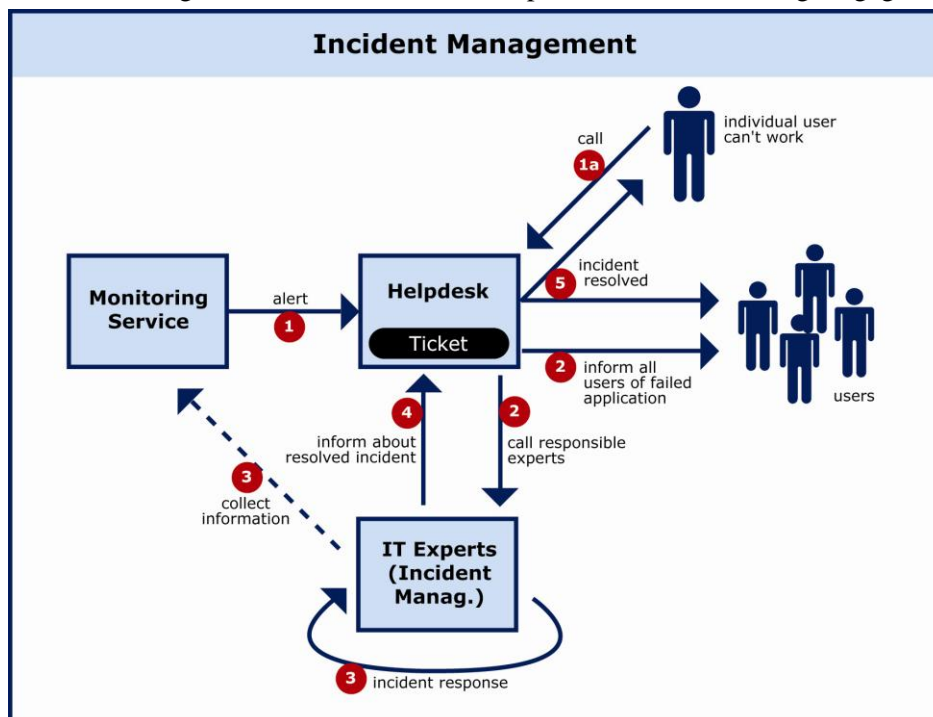 Incident Management
call
1a
individual user
can't work
Monitoring
Service
alert
1
Helpdesk
Ticket
5
incident
resolved
2
inform all
users of failed
application
users
4
inform about
resolved incident
2
call responsible
experts
3
collect
information
IT Experts
(Incident
Manag.)
3
incident response